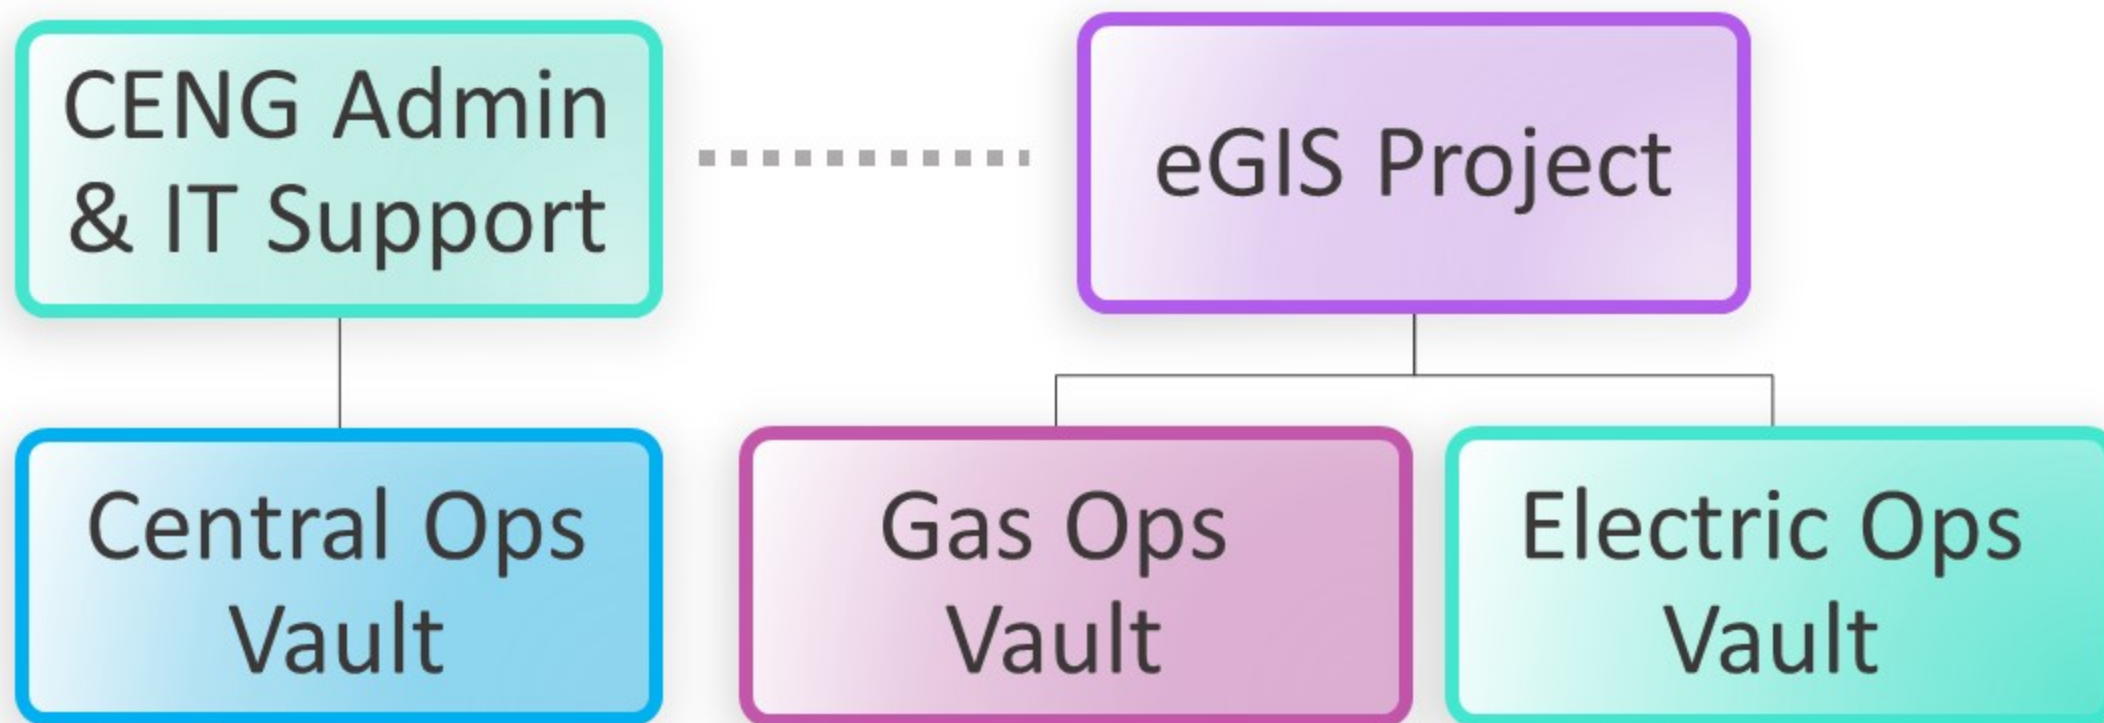 CENG Admin
& IT Support
eGIS Project
Central Ops
Vault
Gas Ops
Vault
Electric Ops
Vault